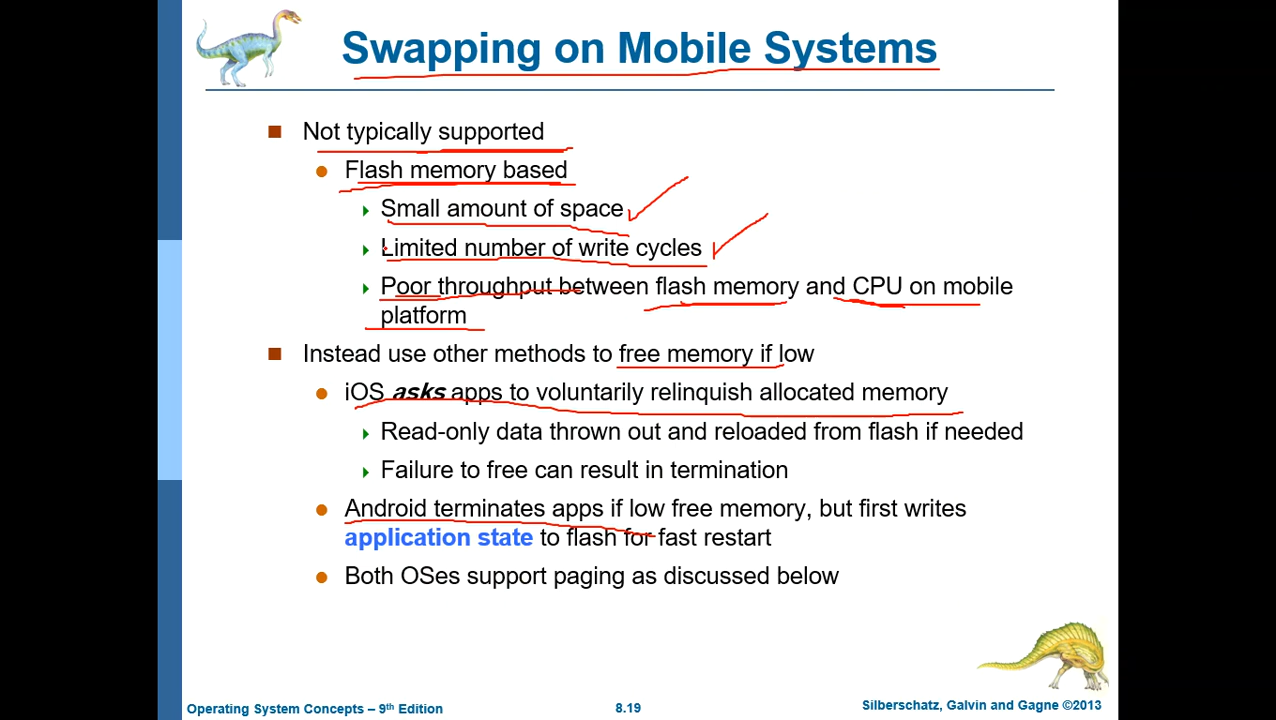 Swapping on Mobile Systems
Not typically supported
Flash memory based
Small amount of space
Limited number of write cycles
Poor throughput between flash memory and CPU on mobile
platform
Instead use other methods to free memory if low
iOS asks apps to voluntarily relinquish allocated memory
Read-only data thrown out and reloaded from flash if needed
Failure to free can result in termination
Android terminates apps if low free memory, but first writes
application state to flash for fast restart
Both OSes support paging as discussed below
Operating System Concepts – 9th Edition
8.19
Silberschatz, Galvin and Gagne ©2013